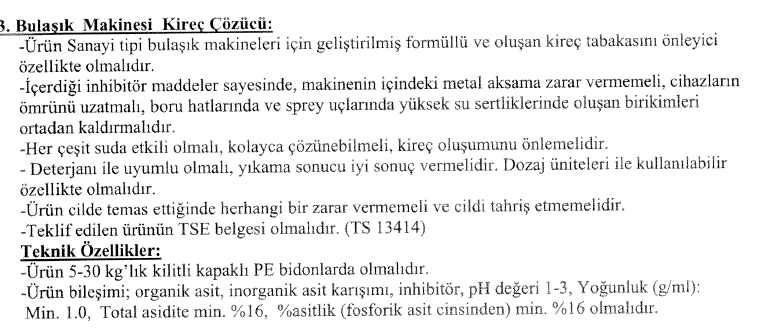 3. Bulaşık Makinesi Kireç Çözücü:
-Ürün Sanayi tipi bulaşık makineleri için geliştirilmiş formüllü ve oluşan kireç tabakasını önleyici
özellikte olmalıdır.
-İçerdiği inhibitör maddeler sayesinde, makinenin içindeki metal aksama zarar vermemeli, cihazların
ömrünü uzatmalı, boru hatlarında ve sprey uçlarında yüksek su sertliklerinde oluşan birikimleri
ortadan kaldırmalıdır.
-Her çeşit suda etkili olmalı, kolayca çözünebilmeli, kireç oluşumunu önlemelidir.
- Deterjanı ile uyumlu olmalı, yıkama sonucu iyi sonuç vermelidir. Dozaj üniteleri ile kullanılabilir
özellikte olmalıdır.
-Ürün cilde temas ettiğinde herhangi bir zarar vermemeli ve cildi tahriş etmemelidir.
-Teklif edilen ürünün TSE belgesi olmalıdır. (TS 13414)
Teknik Özellikler:
-Ürün 5-30 kg’lık kilitli kapaklı PE bidonlarda olmalıdır.
-Ürün bileşimi; organik asit, inorganik asit karışımı, inhibitör, pH değeri 1-3, Yoğunluk (g/ml):
Min. 1.0, Total asidite min. %16, %asitlik (fosforik asit cinsinden) min. %16 olmalıdır.